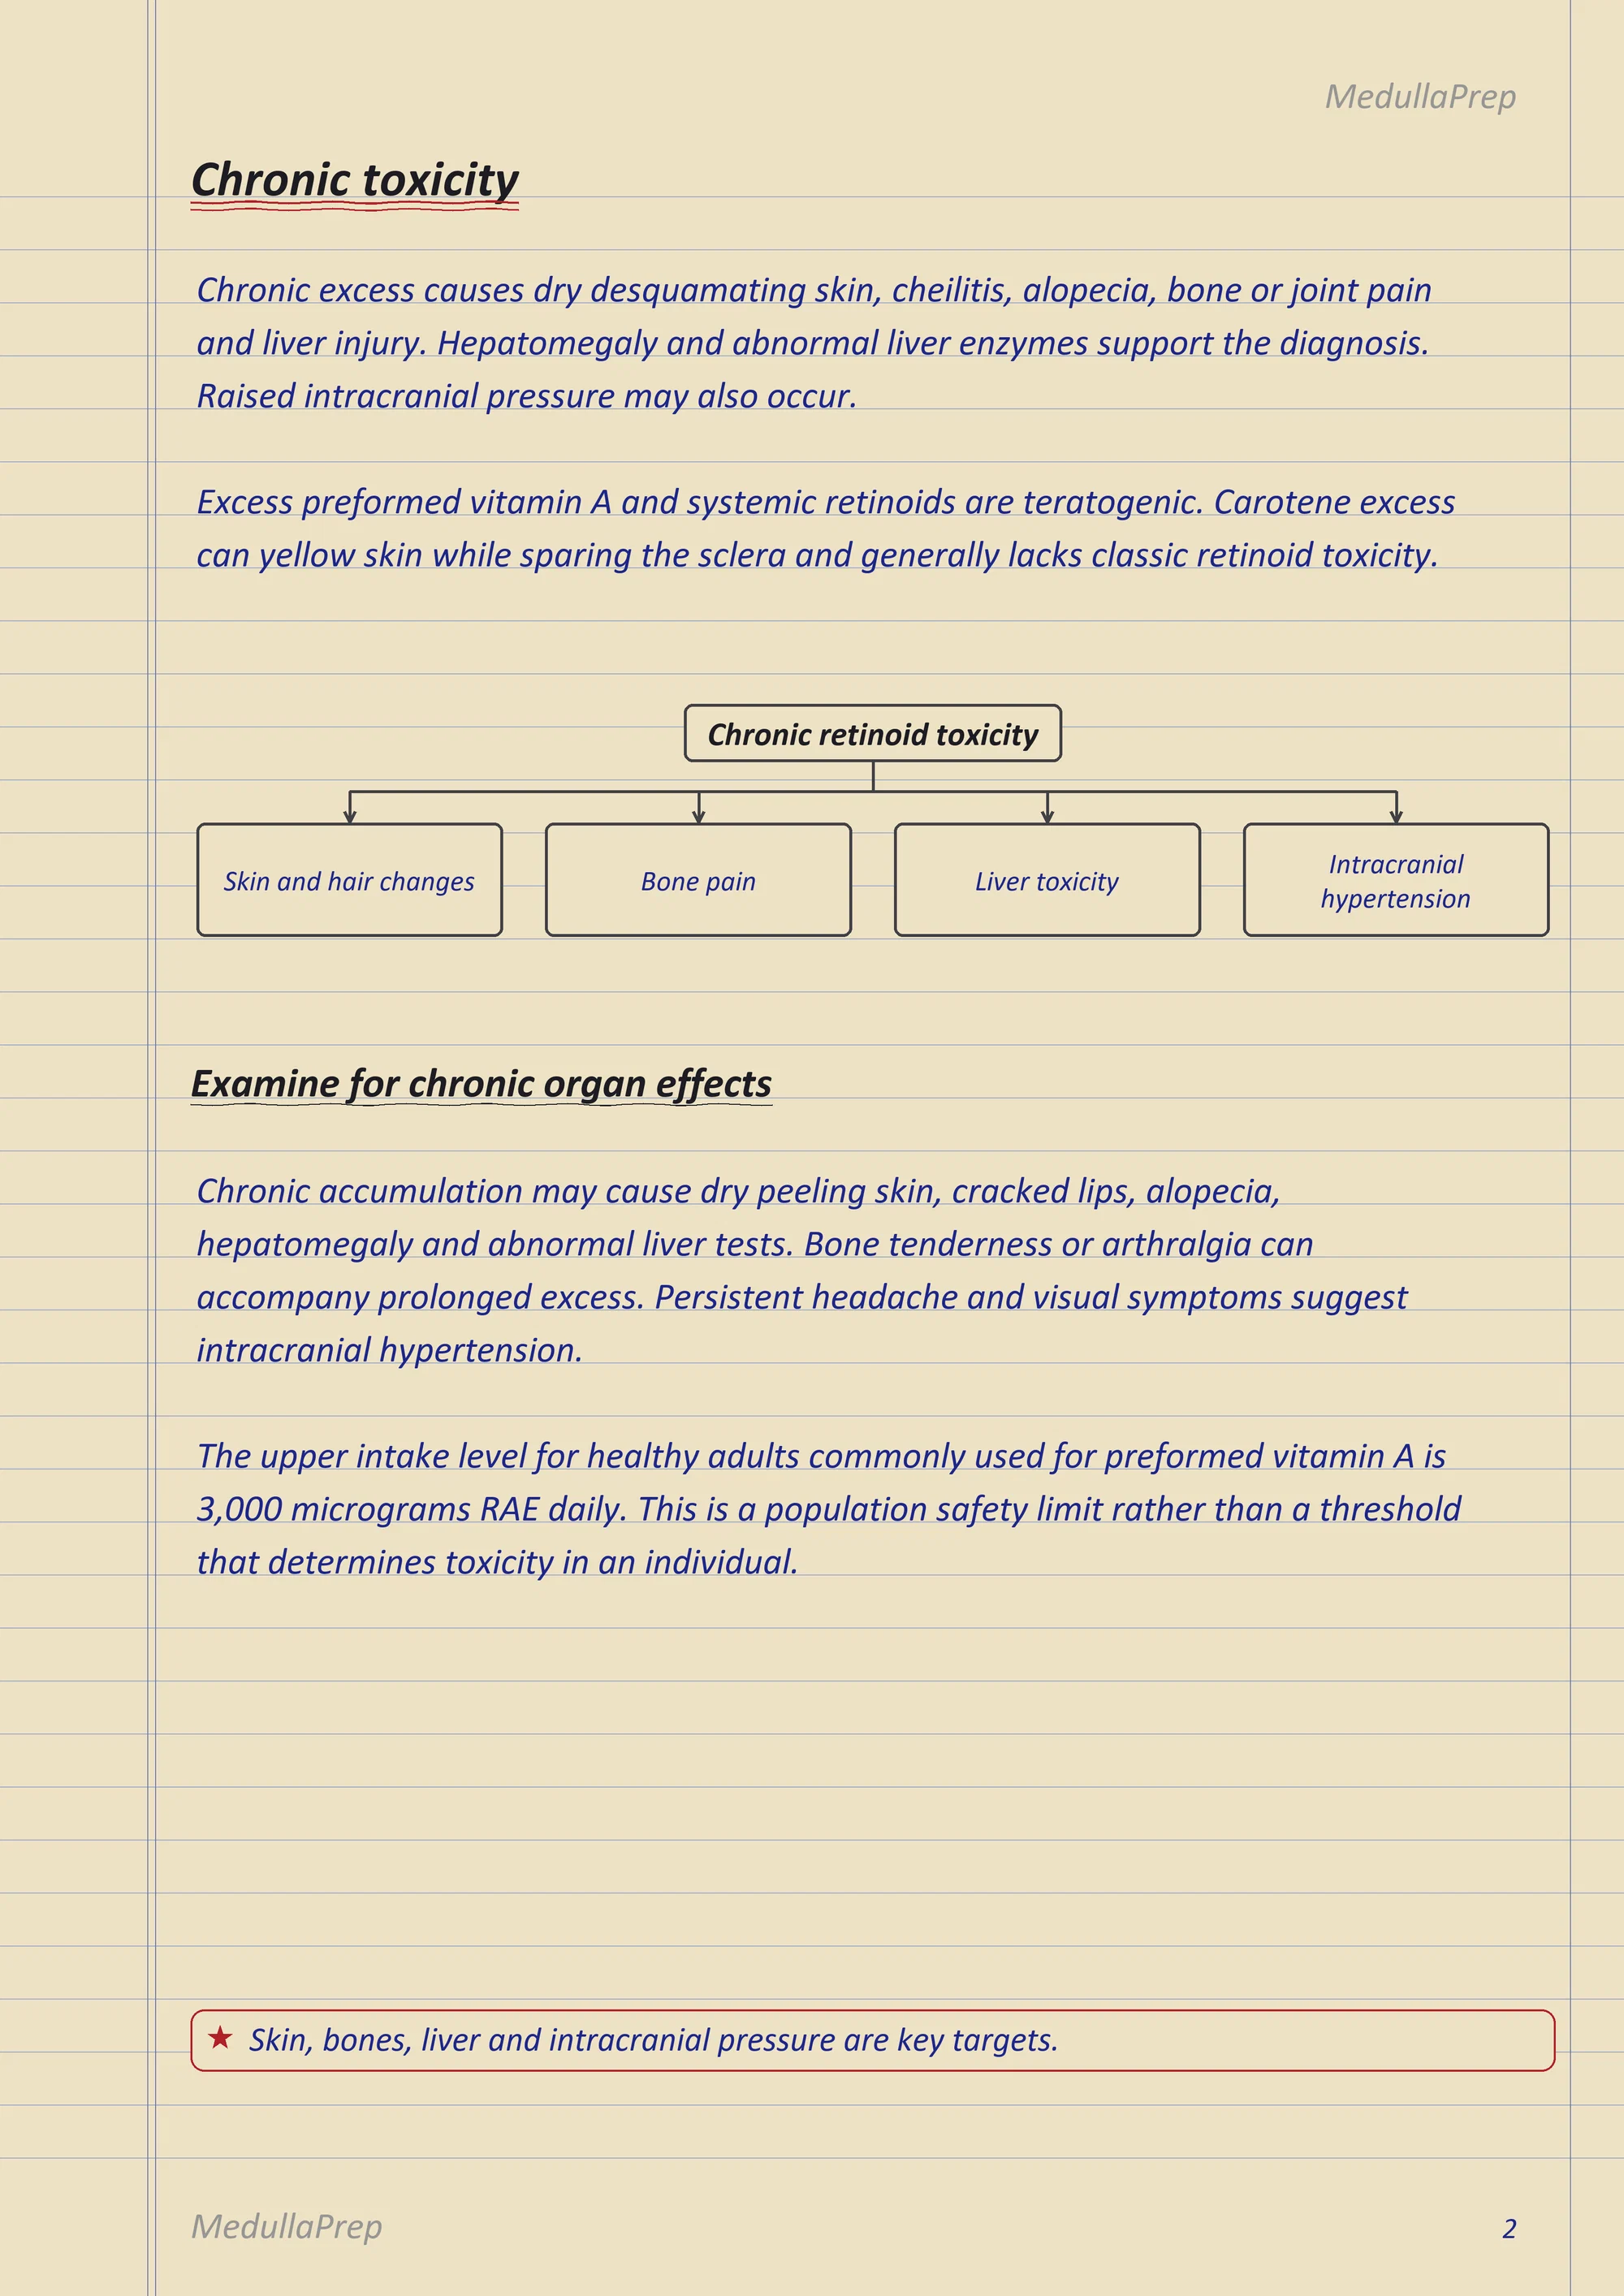 MedullaPrep
Chronic toxicity
Chronic excess causes dry desquamating skin, cheilitis, alopecia, bone or joint pain
and liver injury. Hepatomegaly and abnormal liver enzymes support the diagnosis.
Raised intracranial pressure may also occur.
Excess preformed vitamin A and systemic retinoids are teratogenic. Carotene excess
can yellow skin while sparing the sclera and generally lacks classic retinoid toxicity.
Chronic retinoid toxicity
Skin and hair changes
Bone pain
Liver toxicity
Intracranial
hypertension
Examine for chronic organ effects
Chronic accumulation may cause dry peeling skin, cracked lips, alopecia,
hepatomegaly and abnormal liver tests. Bone tenderness or arthralgia can
accompany prolonged excess. Persistent headache and visual symptoms suggest
intracranial hypertension.
The upper intake level for healthy adults commonly used for preformed vitamin A is
3,000 micrograms RAE daily. This is a population safety limit rather than a threshold
that determines toxicity in an individual.
★ Skin, bones, liver and intracranial pressure are key targets.
MedullaPrep
2